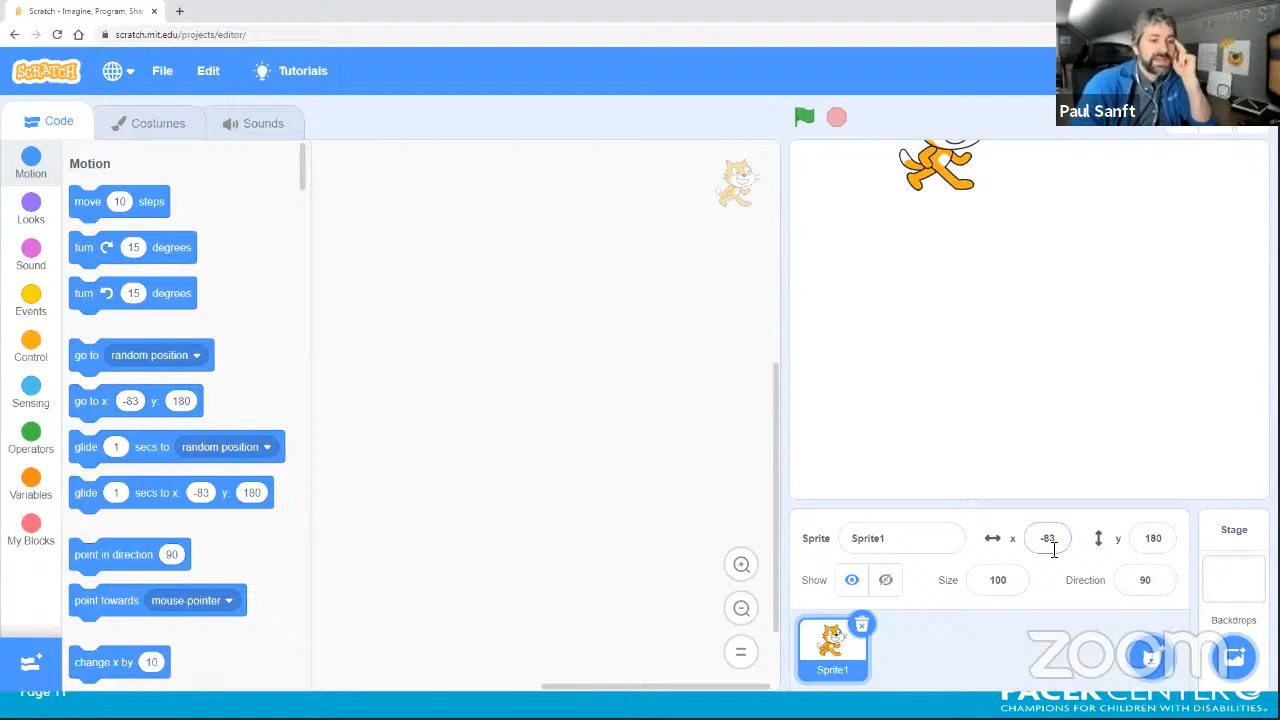 Scratch - Imagine, Program, Sha
scratch.mit.edu/projects/editor/
SCRATCH
File
Edit
Tutorials
Paul Sanft
Code
Costumes
Sounds
Motion
Looks
Sound
Events
Control
Sensing
Operators
Variables
My Blocks
Motion
move 10 steps
turn 15 degrees
turn 15 degrees
go to random position
go to x: -83 y: 180
glide 1 secs to random position
glide 1 secs to x: -83 y: 180
point in direction 90
point towards mouse-pointer
change x by 10
Sprite Sprite1 x -83 y 180
Show Size 100 Direction 90
Sprite1
Stage
Backdrops
zoom
Page 11
PACER CENTER
CHAMPIONS FOR CHILDREN WITH DISABILITIES.